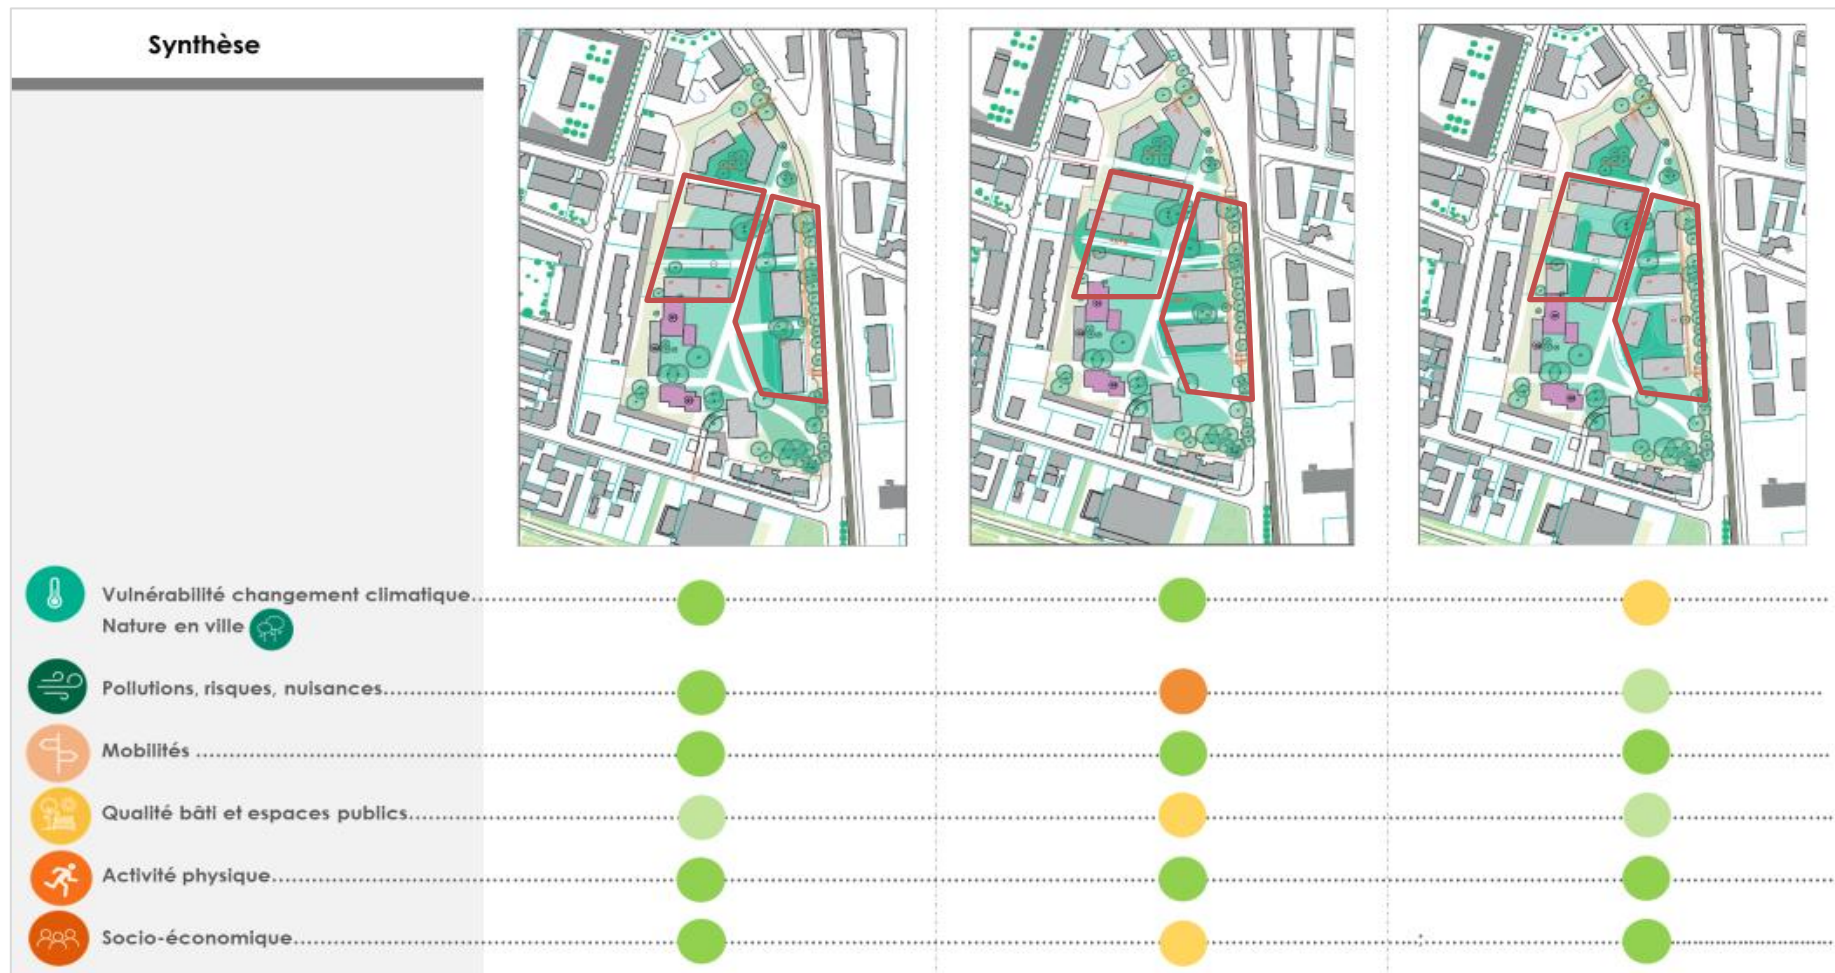 Synthèse
Vulnérabilité changement climatique
Nature en ville
Pollutions, risques, nuisances
Mobilités
Qualité bâti et espaces publics
Activité physique
Socio-économique